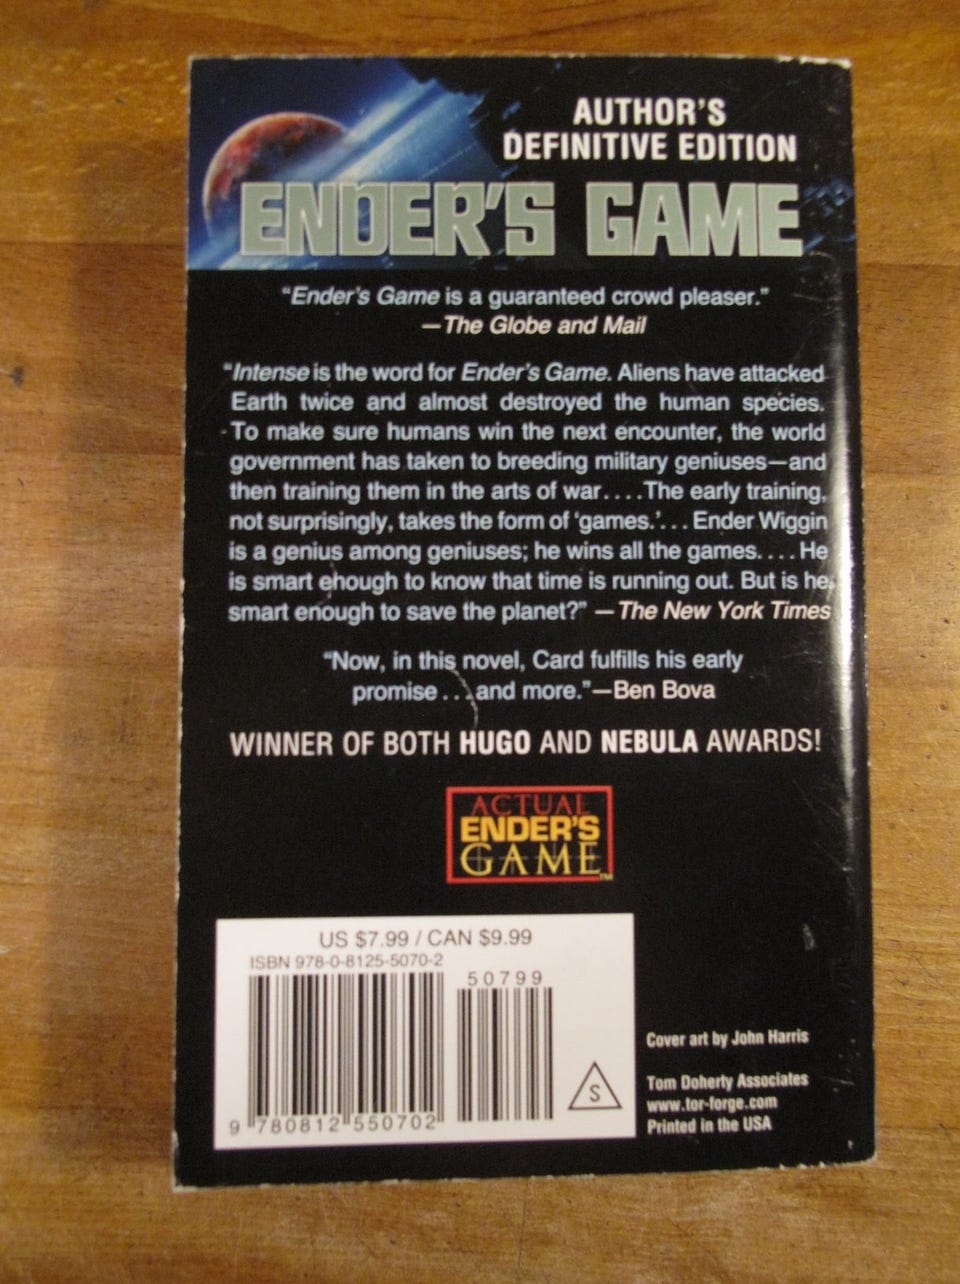 AUTHOR'S
DEFINITIVE EDITION
ENDER'S GAME
"Ender's Game is a guaranteed crowd pleaser."
—The Globe and Mail
"Intense is the word for Ender's Game. Aliens have attacked
Earth twice and almost destroyed the human species.
To make sure humans win the next encounter, the world
government has taken to breeding military geniuses—and
then training them in the arts of war....The early training,
not surprisingly, takes the form of 'games.'... Ender Wiggin
is a genius among geniuses; he wins all the games.... He
is smart enough to know that time is running out. But is he
smart enough to save the planet?" —The New York Times
"Now, in this novel, Card fulfills his early
promise ... and more."—Ben Bova
WINNER OF BOTH HUGO AND NEBULA AWARDS!
ACTUAL
ENDER'S
GAME™
US $7.99 / CAN $9.99
ISBN 978-0-8125-5070-2
50799
9 780812 550702
S
Cover art by John Harris
Tom Doherty Associates
www.tor-forge.com
Printed in the USA